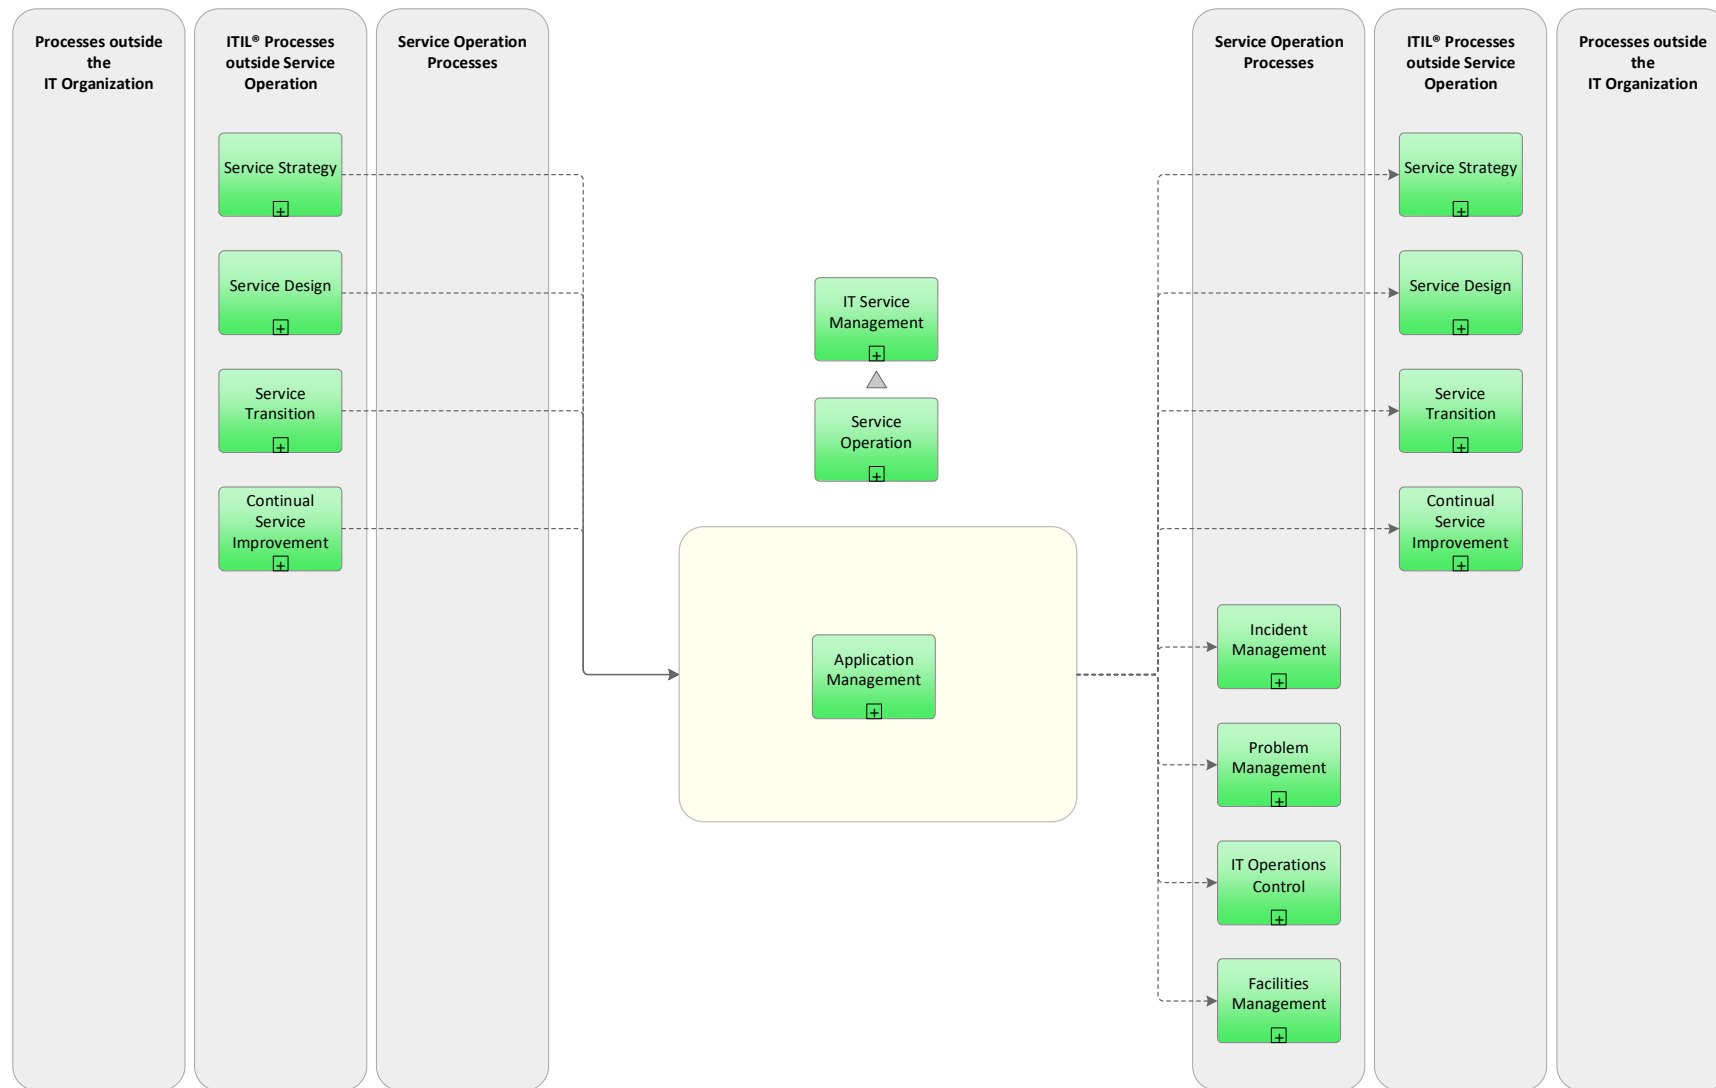 Processes outside
the
IT Organization
ITIL® Processes
outside Service
Operation
Service Operation
Processes
Service Operation
Processes
ITIL® Processes
outside Service
Operation
Processes outside
the
IT Organization
Service Strategy
Service Design
Service
Transition
Continual
Service
Improvement
IT Service
Management
Service
Operation
Application
Management
Service Strategy
Service Design
Service
Transition
Continual
Service
Improvement
Incident
Management
Problem
Management
IT Operations
Control
Facilities
Management